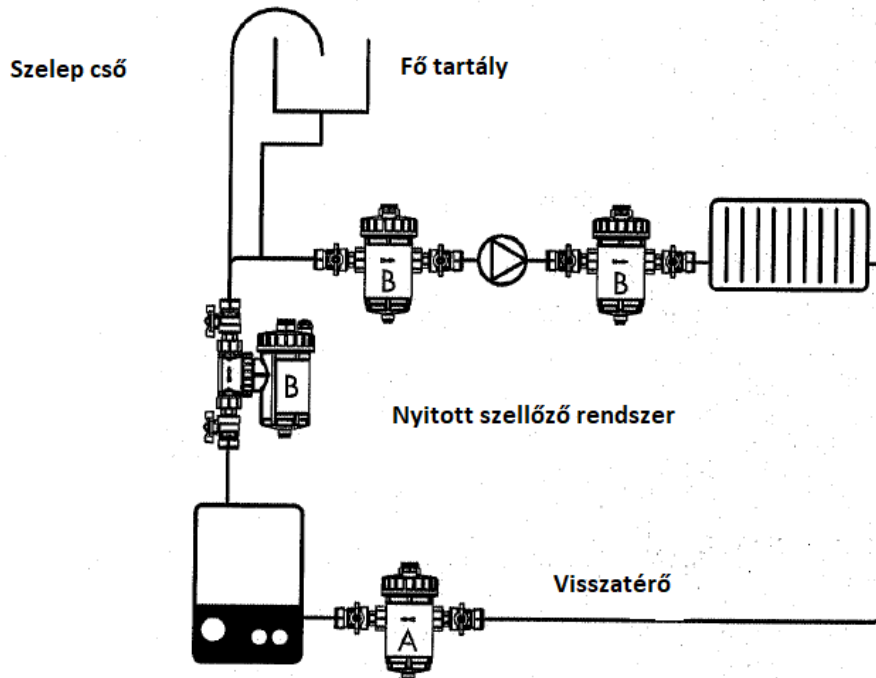 Szelep cső
Fő tartály
B
B
B
Nyitott szellőző rendszer
Visszatérő
A